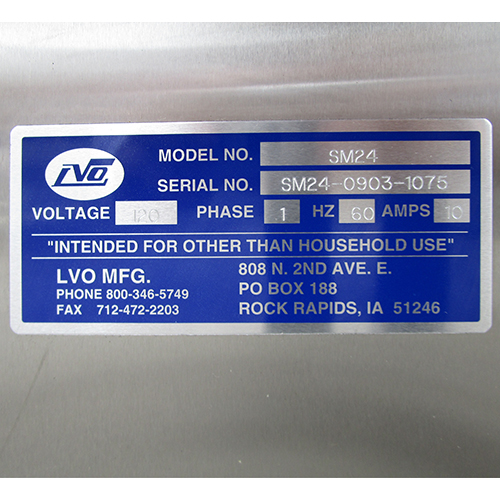 LVO
MODEL NO. SM24
SERIAL NO. SM24-0903-1075
VOLTAGE 120 PHASE 1 HZ 60 AMPS 10
"INTENDED FOR OTHER THAN HOUSEHOLD USE"
LVO MFG.
PHONE 800-346-5749
FAX 712-472-2203
808 N. 2ND AVE. E.
PO BOX 188
ROCK RAPIDS, IA 51246